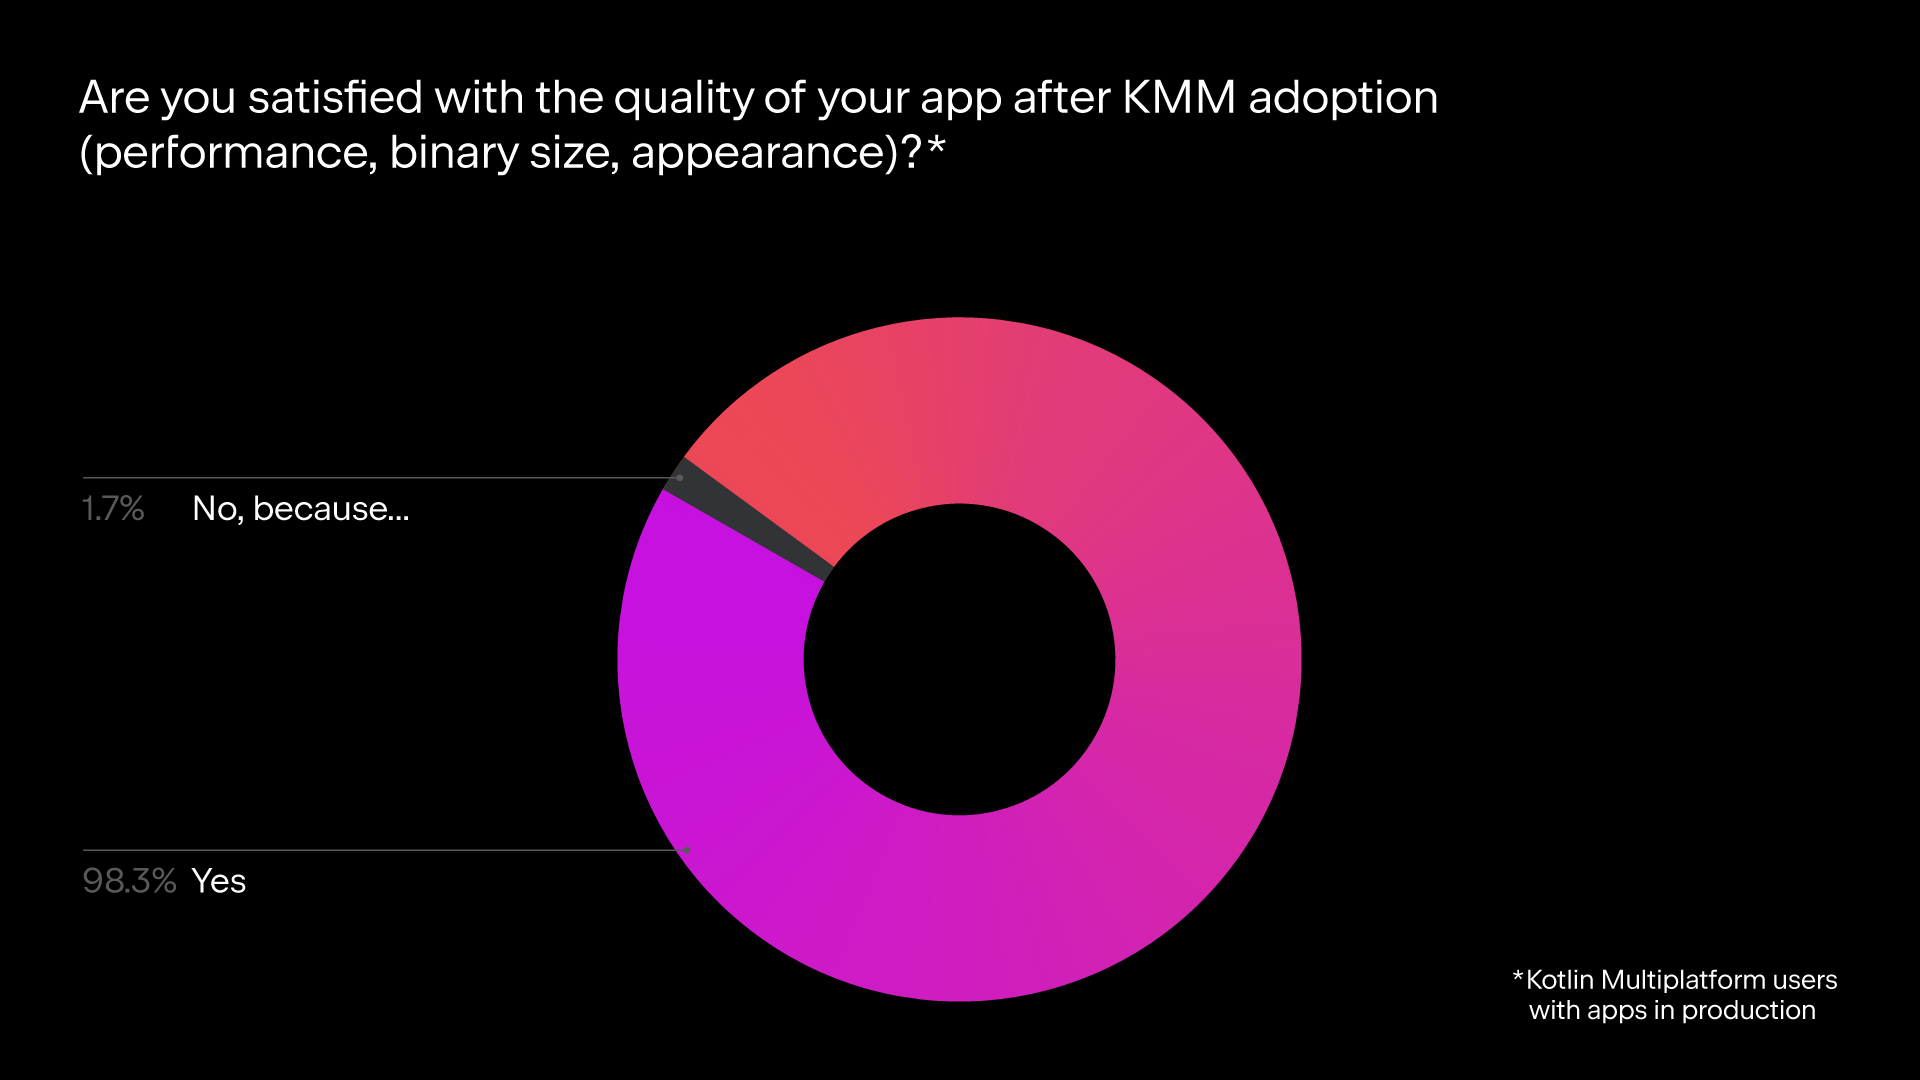 Are you satisfied with the quality of your app after KMM adoption
(performance, binary size, appearance)?*
1.7% No, because...
98.3% Yes
*Kotlin Multiplatform users
with apps in production